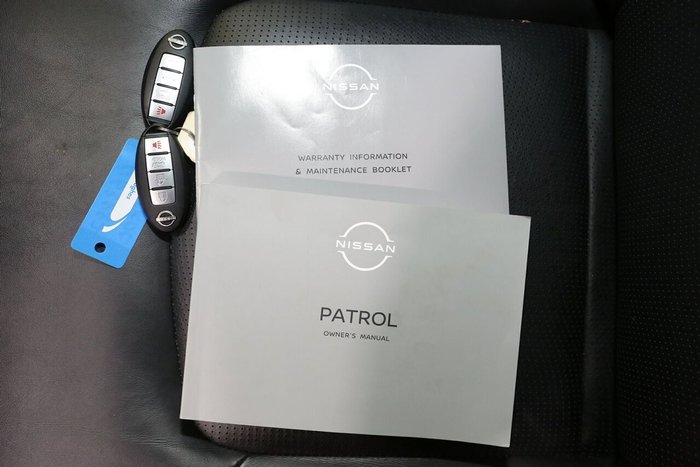 NISSAN
WARRANTY INFORMATION
& MAINTENANCE BOOKLET
NISSAN
PATROL
OWNER'S MANUAL